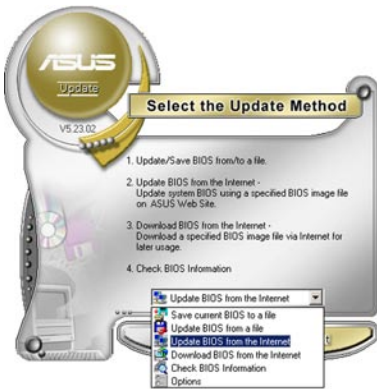 ASUS
Update
V5.23.02
Select the Update Method
1. Update/Save BIOS from/to a file.
2. Update BIOS from the Internet -
Update system BIOS using a specified BIOS image file
on ASUS Web Site.
3. Download BIOS from the Internet -
Download a specified BIOS image file via Internet for
later usage.
4. Check BIOS Information
Update BIOS from the Internet
Save current BIOS to a file
Update BIOS from a file
Update BIOS from the Internet
Download BIOS from the Internet
Check BIOS Information
Options